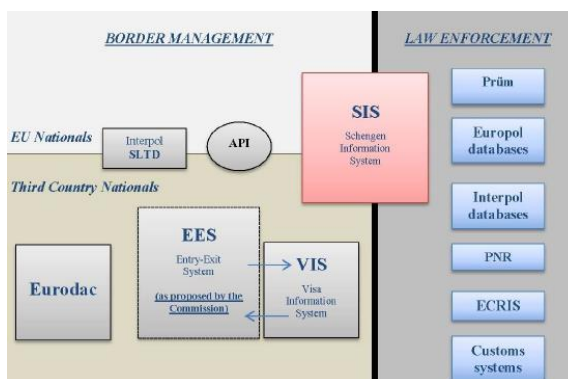 BORDER MANAGEMENT
LAW ENFORCEMENT
SIS
Schengen
Information
System
EU Nationals
Interpol
SLTD
API
Third Country Nationals
Eurodac
EES
Entry-Exit
System
(as proposed by the
Commission)
VIS
Visa
Information
System
Prüm
Europol
databases
Interpol
databases
PNR
ECRIS
Customs
systems